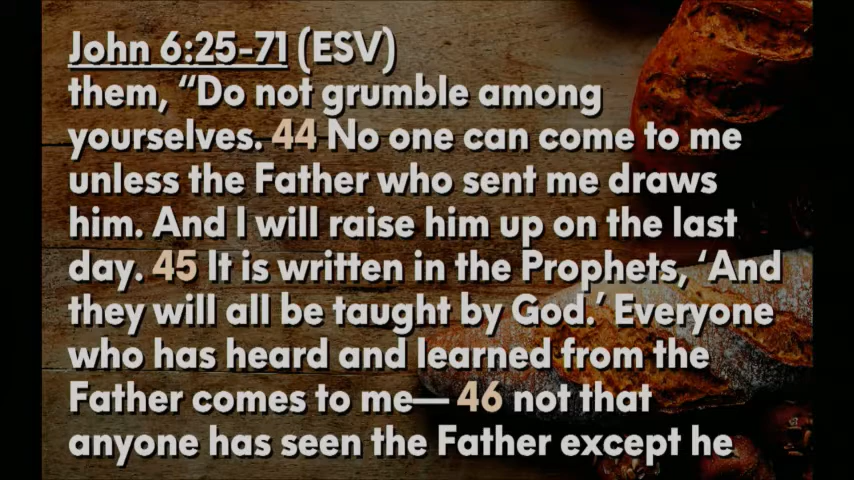 John 6:25-71 (ESV)
them, “Do not grumble among
yourselves. 44 No one can come to me
unless the Father who sent me draws
him. And I will raise him up on the last
day. 45 It is written in the Prophets, ‘And
they will all be taught by God.’ Everyone
who has heard and learned from the
Father comes to me— 46 not that
anyone has seen the Father except he